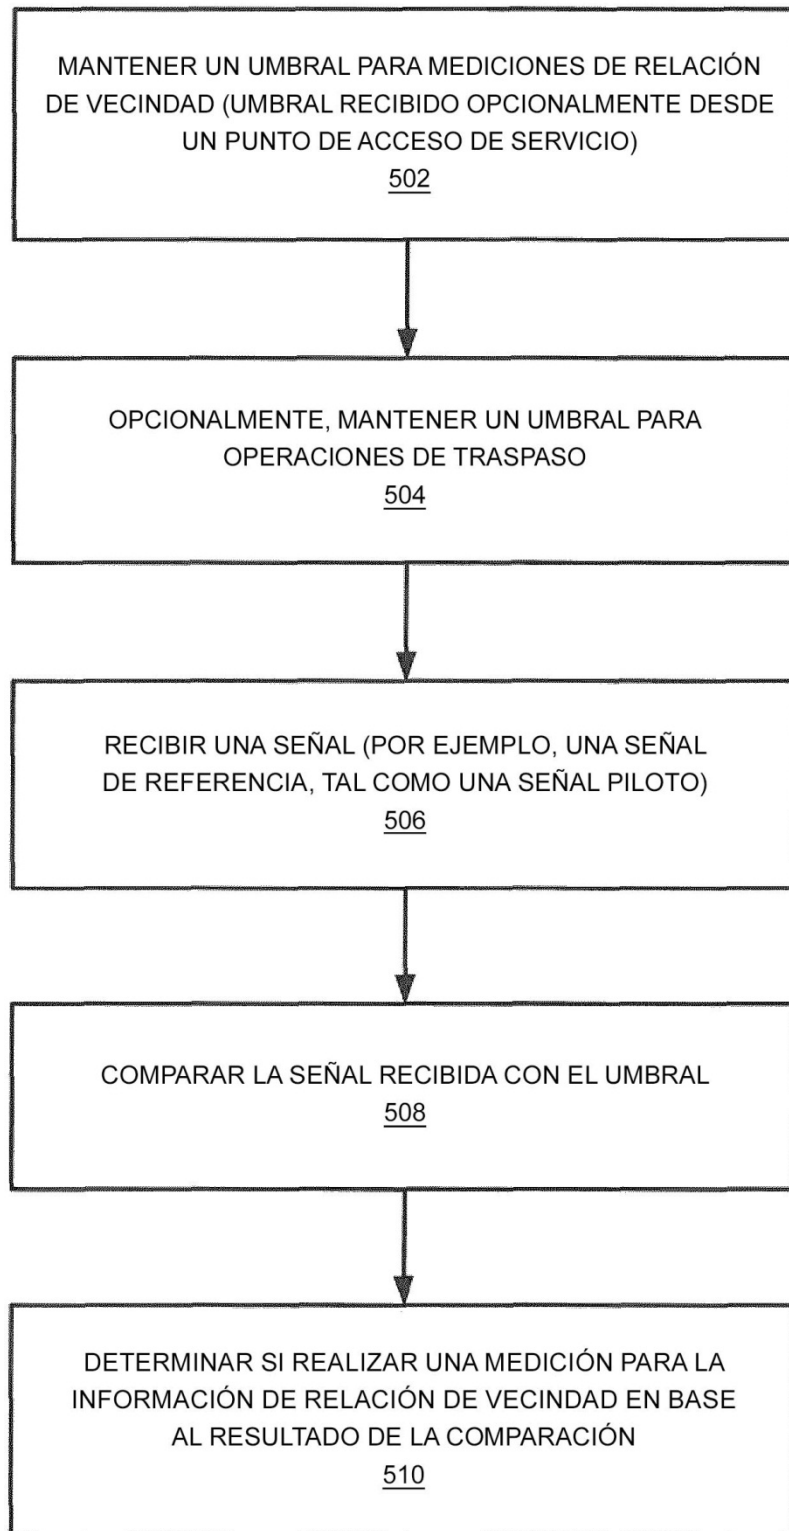 MANTENER UN UMBRAL PARA MEDICIONES DE RELACIÓN
DE VECINDAD (UMBRAL RECIBIDO OPCIONALMENTE DESDE
UN PUNTO DE ACCESO DE SERVICIO)
502
OPCIONALMENTE, MANTENER UN UMBRAL PARA
OPERACIONES DE TRASPASO
504
RECIBIR UNA SEÑAL (POR EJEMPLO, UNA SEÑAL
DE REFERENCIA, TAL COMO UNA SEÑAL PILOTO)
506
COMPARAR LA SEÑAL RECIBIDA CON EL UMBRAL
508
DETERMINAR SI REALIZAR UNA MEDICIÓN PARA LA
INFORMACIÓN DE RELACIÓN DE VECINDAD EN BASE
AL RESULTADO DE LA COMPARACIÓN
510